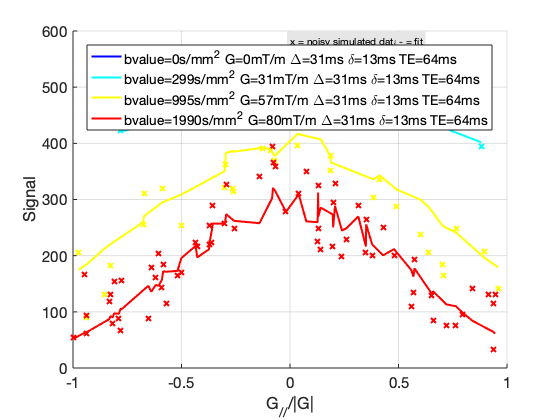 600
x = noisy simulated data - = fit
bvalue=0s/mm² G=0mT/m Δ=31ms δ=13ms TE=64ms
bvalue=299s/mm² G=31mT/m Δ=31ms δ=13ms TE=64ms
bvalue=995s/mm² G=57mT/m Δ=31ms δ=13ms TE=64ms
bvalue=1990s/mm² G=80mT/m Δ=31ms δ=13ms TE=64ms
500
400
300
200
100
0
Signal
-1 -0.5 0 0.5 1
G_{//}/|G|